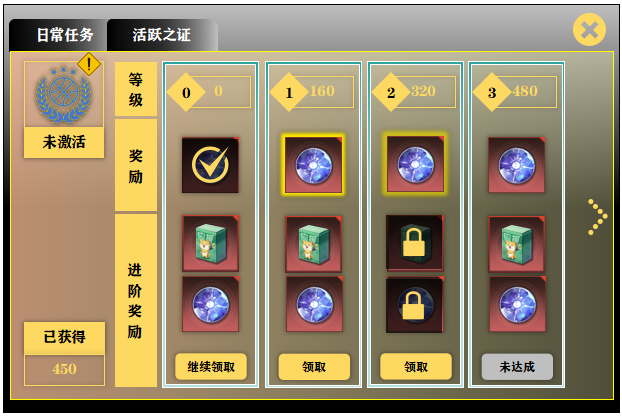 日常任务
活跃之证
!
未激活
已获得
450
等级
奖励
进阶奖励
0
0
继续领取
1
160
领取
2
320
领取
3
480
未达成